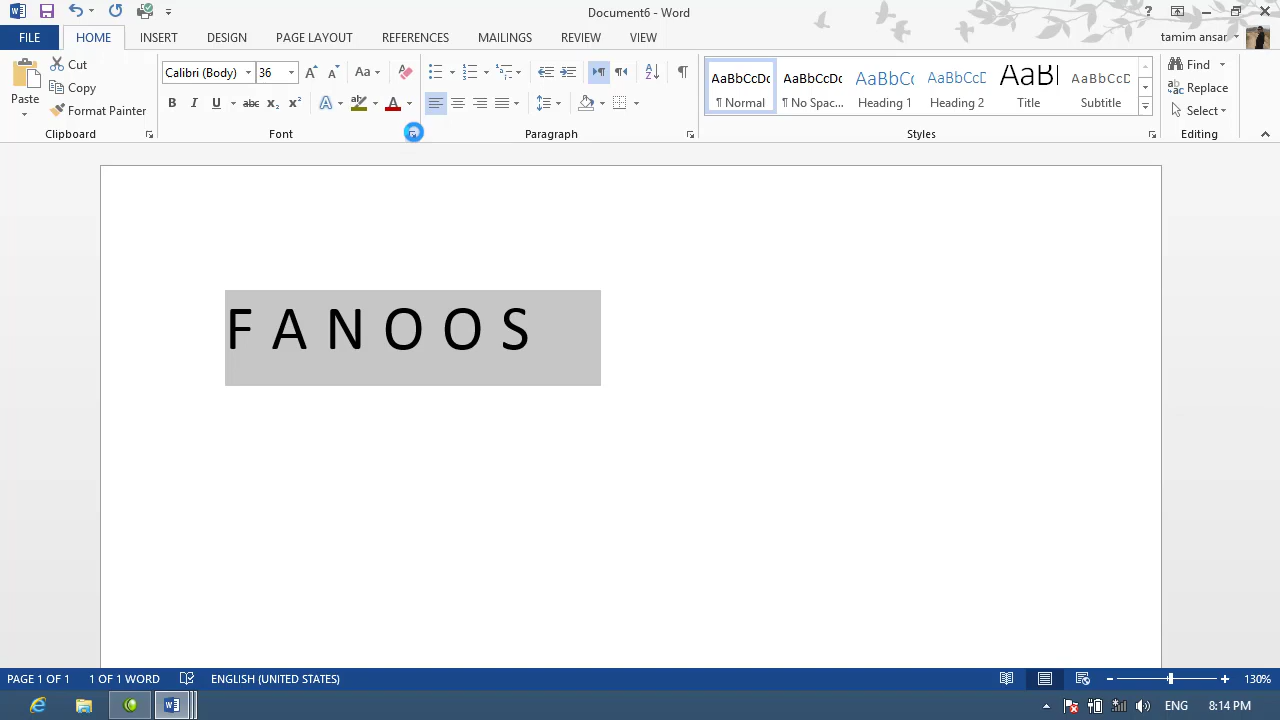 Document6 - Word
FILE HOME INSERT DESIGN PAGE LAYOUT REFERENCES MAILINGS REVIEW VIEW tamim ansar
Paste
Cut
Copy
Format Painter
Clipboard
Calibri (Body) 36
Font
Paragraph
AaBbCcDc AaBbCcDc AaBbCc AaBbCcD AaB AaBbCcD
¶ Normal ¶ No Spac... Heading 1 Heading 2 Title Subtitle
Styles
Find
Replace
Select
Editing
F A N O O S
PAGE 1 OF 1 1 OF 1 WORD ENGLISH (UNITED STATES) 130%
ENG 8:14 PM